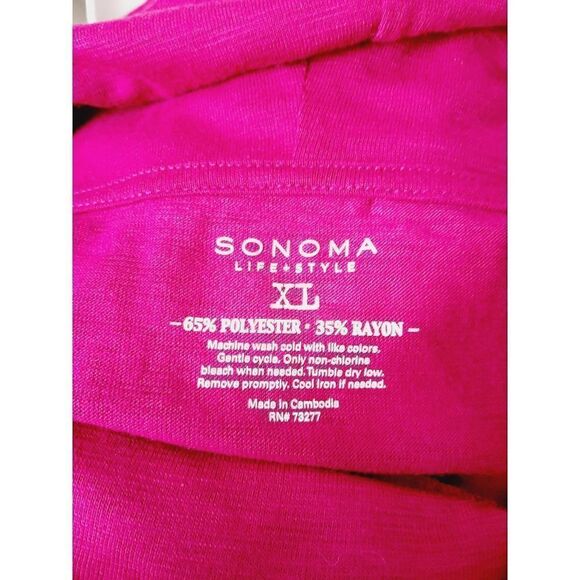 SONOMA
LIFE+STYLE
XL
65% POLYESTER • 35% RAYON
Machine wash cold with like colors.
Gentle cycle. Only non-chlorine
bleach when needed. Tumble dry low.
Remove promptly. Cool iron if needed.
Made in Cambodia
RN# 73277